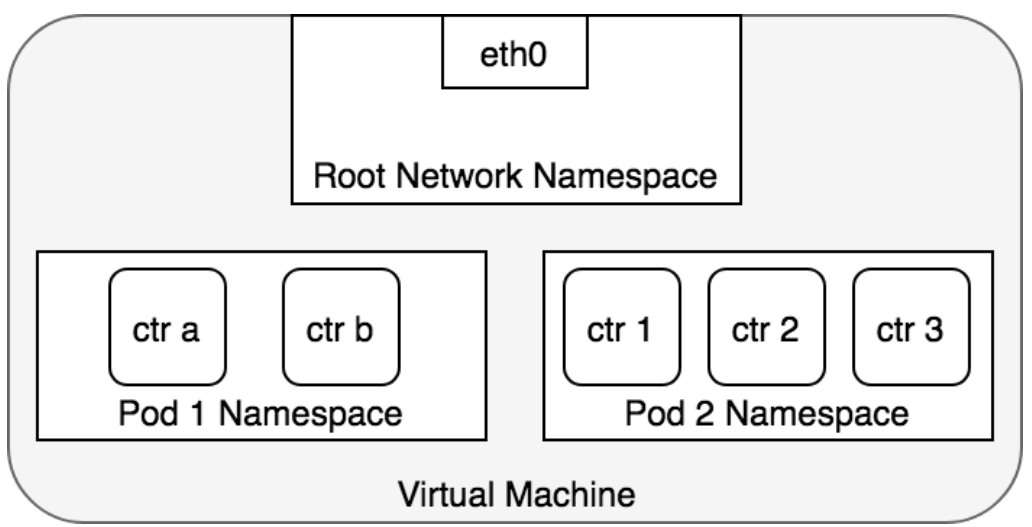 eth0
Root Network Namespace
ctr a
ctr b
Pod 1 Namespace
ctr 1
ctr 2
ctr 3
Pod 2 Namespace
Virtual Machine